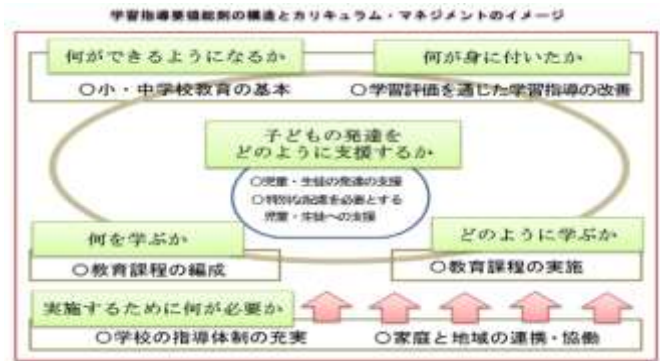 学習指導要領総則の構造とカリキュラム・マネジメントのイメージ
何ができるようになるか
何が身に付いたか
○小・中学校教育の基本
○学習評価を通じた学習指導の改善
子どもの発達を
どのように支援するか
○児童・生徒の発達の支援
○特別な配慮を必要とする
児童・生徒への支援
何を学ぶか
どのように学ぶか
○教育課程の編成
○教育課程の実施
実施するために何が必要か
○学校の指導体制の充実
○家庭と地域の連携・協働